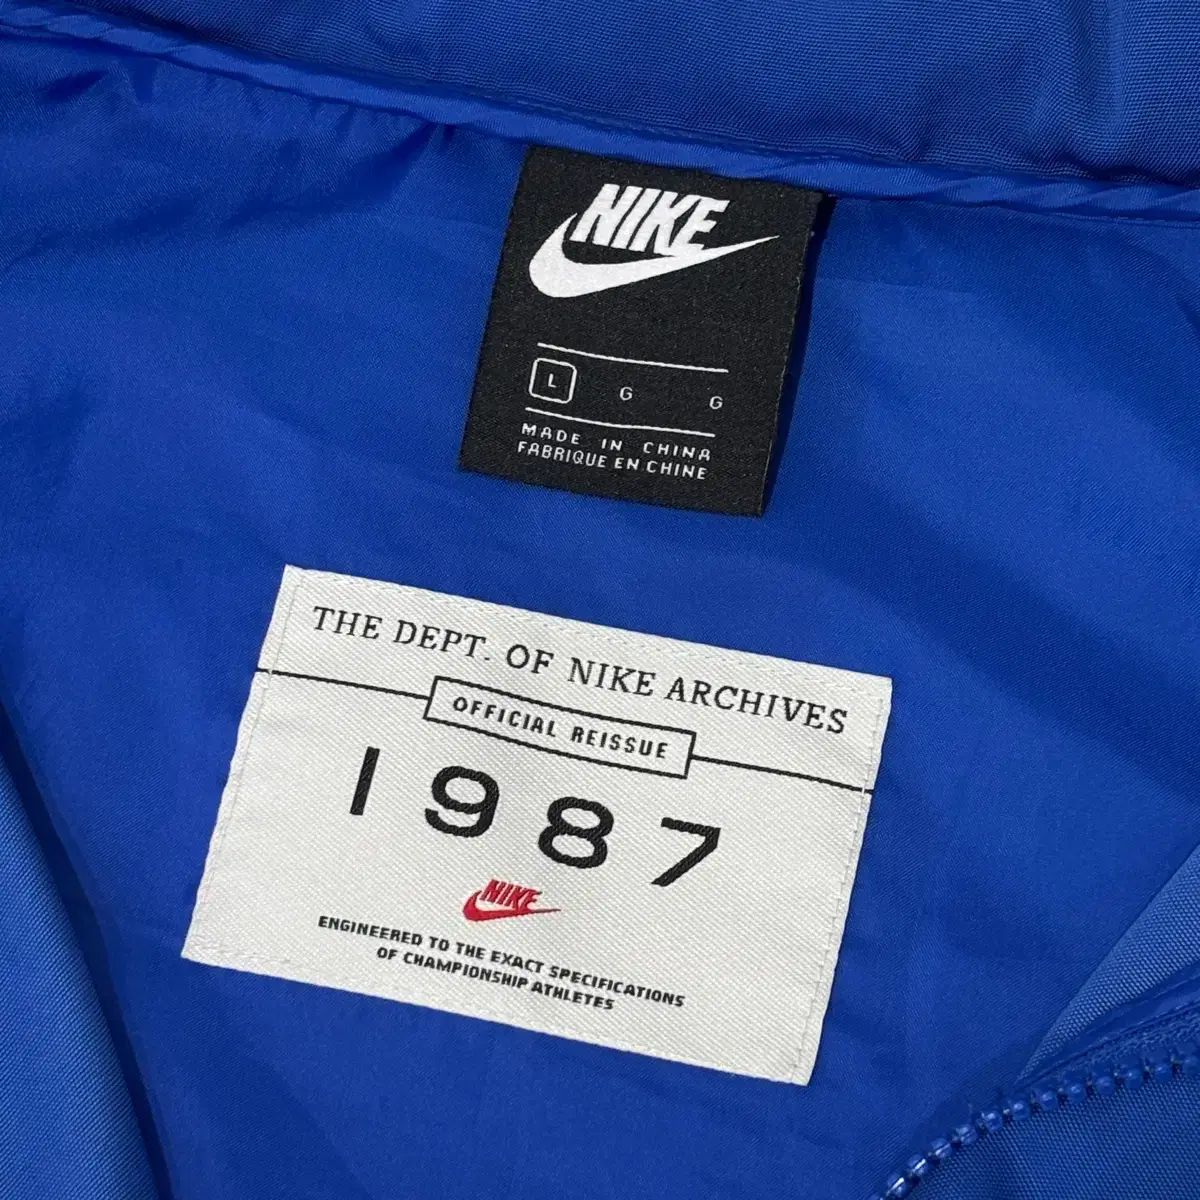 NIKE
L G G
MADE IN CHINA
FABRIQUE EN CHINE
THE DEPT. OF NIKE ARCHIVES
OFFICIAL REISSUE
1987
NIKE
ENGINEERED TO THE EXACT SPECIFICATIONS
OF CHAMPIONSHIP ATHLETES